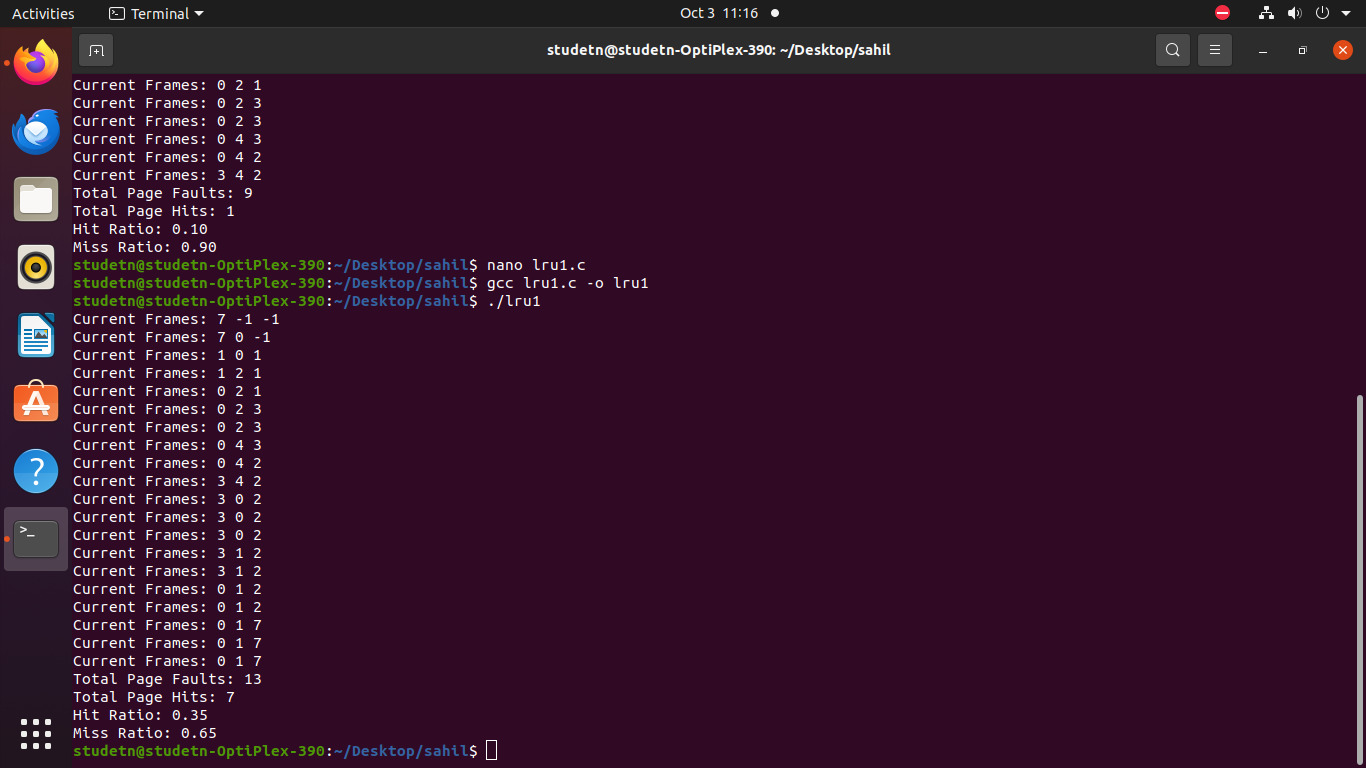 Activities Terminal Oct 3 11:16
studetn@studetn-OptiPlex-390: ~/Desktop/sahil
Current Frames: 0 2 1
Current Frames: 0 2 3
Current Frames: 0 2 3
Current Frames: 0 4 3
Current Frames: 0 4 2
Current Frames: 3 4 2
Total Page Faults: 9
Total Page Hits: 1
Hit Ratio: 0.10
Miss Ratio: 0.90
studetn@studetn-OptiPlex-390:~/Desktop/sahil$ nano lru1.c
studetn@studetn-OptiPlex-390:~/Desktop/sahil$ gcc lru1.c -o lru1
studetn@studetn-OptiPlex-390:~/Desktop/sahil$ ./lru1
Current Frames: 7 -1 -1
Current Frames: 7 0 -1
Current Frames: 1 0 1
Current Frames: 1 2 1
Current Frames: 0 2 1
Current Frames: 0 2 3
Current Frames: 0 2 3
Current Frames: 0 4 3
Current Frames: 0 4 2
Current Frames: 3 4 2
Current Frames: 3 0 2
Current Frames: 3 0 2
Current Frames: 3 0 2
Current Frames: 3 1 2
Current Frames: 3 1 2
Current Frames: 0 1 2
Current Frames: 0 1 2
Current Frames: 0 1 7
Current Frames: 0 1 7
Current Frames: 0 1 7
Total Page Faults: 13
Total Page Hits: 7
Hit Ratio: 0.35
Miss Ratio: 0.65
studetn@studetn-OptiPlex-390:~/Desktop/sahil$